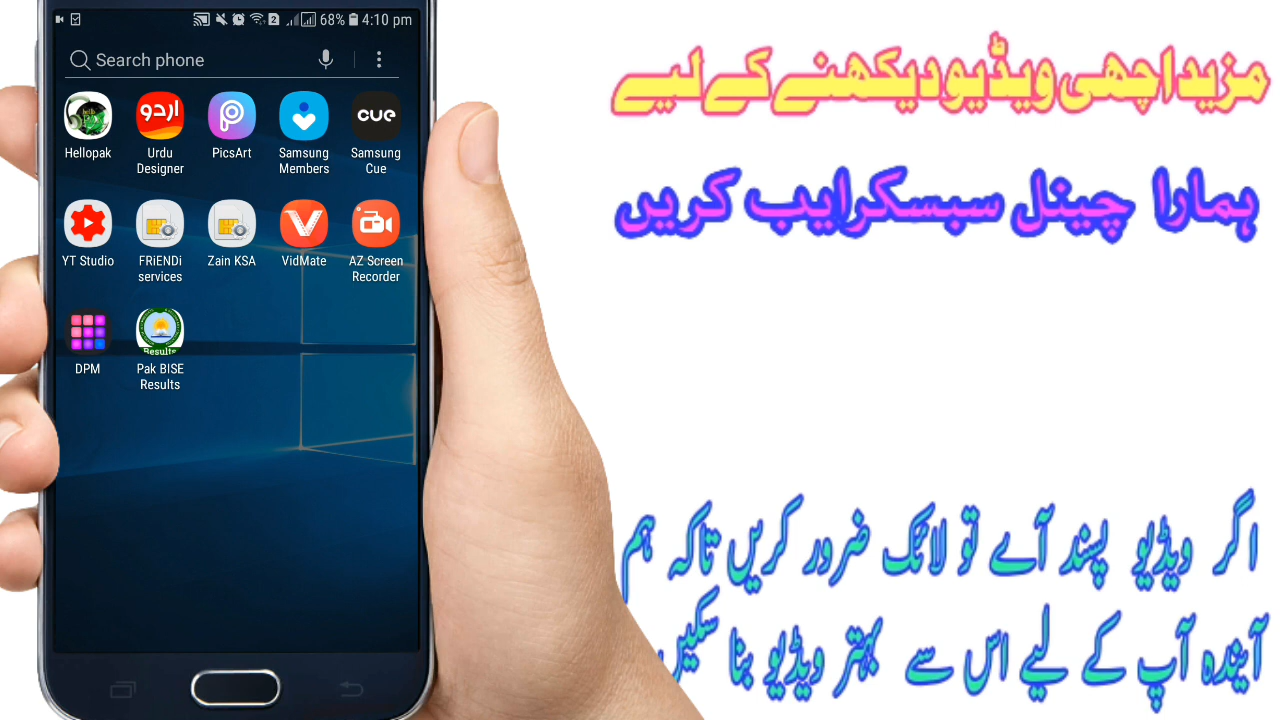 68% 4:10 pm
Search phone
اردو
cue
Hellopak
Urdu Designer
PicsArt
Samsung Members
Samsung Cue
YT Studio
FRiENDi services
Zain KSA
VidMate
AZ Screen Recorder
Results
DPM
Pak BISE Results
مزید اچھی ویڈیو دیکھنے کے لیے
ہمارا چینل سبسکرایب کریں
اگر ویڈیو پسند آے تو لائک ضرور کریں تاکہ ہم
آیندہ آپ کے لیے اس سے بہتر ویڈیو بنا سکیں